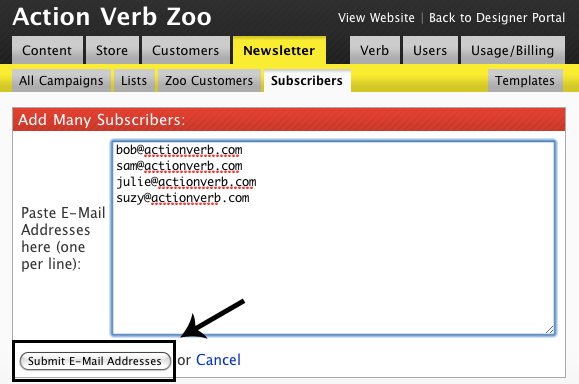 Action Verb Zoo
View Website | Back to Designer Portal
Content Store Customers Newsletter Verb Users Usage/Billing
All Campaigns Lists Zoo Customers Subscribers Templates
Add Many Subscribers:
bob@actionverb.com
sam@actionverb.com
julie@actionverb.com
suzy@actionverb.com
Paste E-Mail
Addresses
here (one
per line):
Submit E-Mail Addresses or Cancel